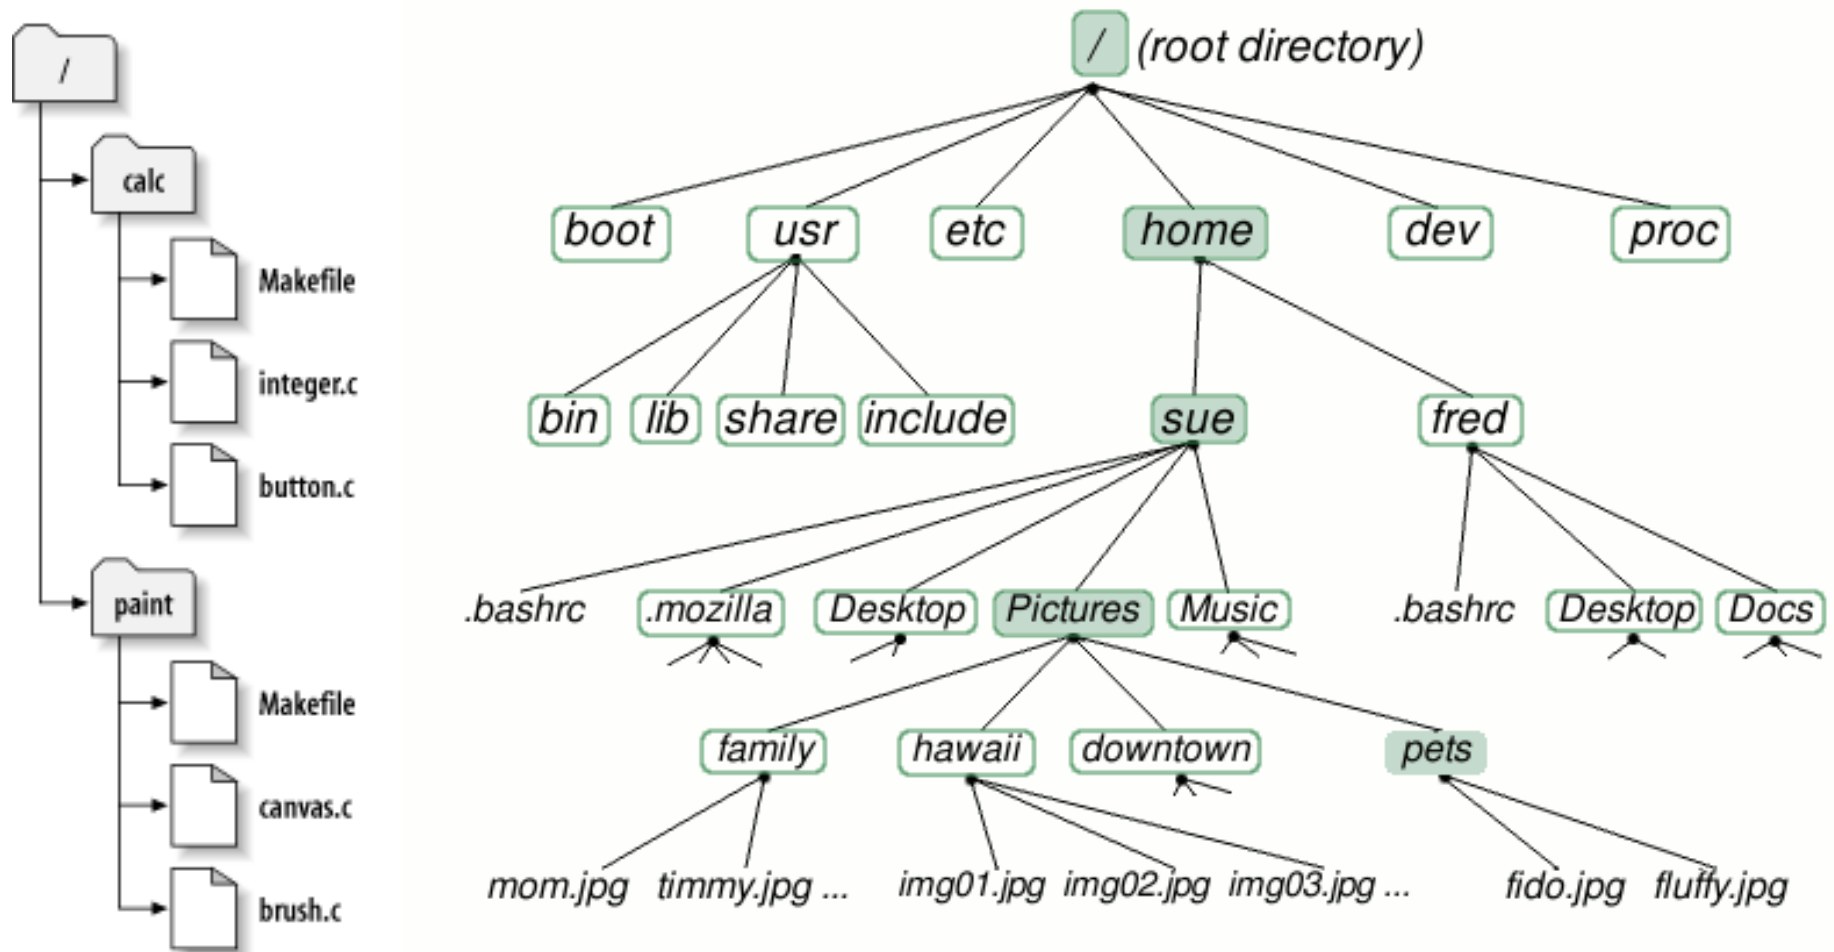 /
calc
Makefile
integer.c
button.c
paint
Makefile
canvas.c
brush.c
/ (root directory)
boot usr etc home dev proc
bin lib share include sue fred
.bashrc .mozilla Desktop Pictures Music .bashrc Desktop Docs
family hawaii downtown pets
mom.jpg timmy.jpg ... img01.jpg img02.jpg img03.jpg ... fido.jpg fluffy.jpg